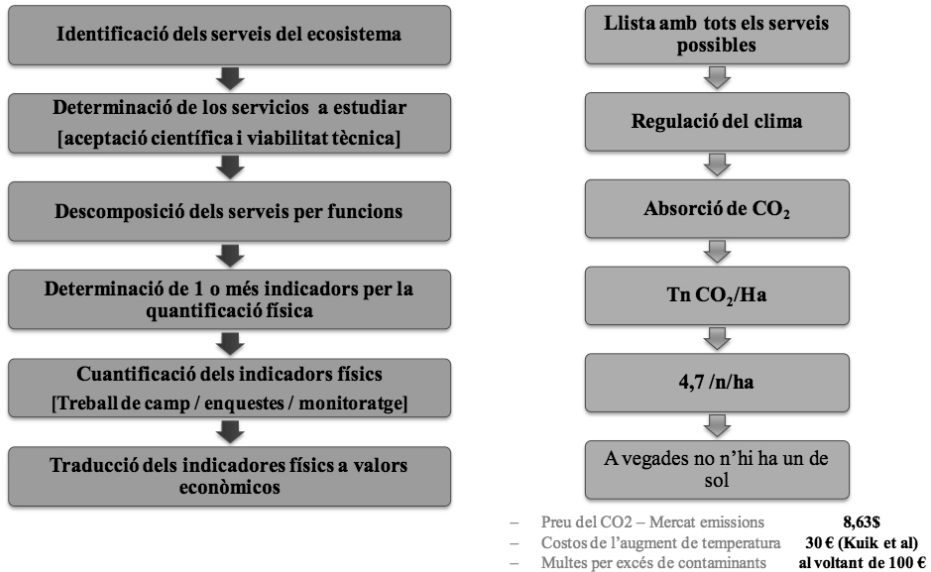 Identificació dels serveis del ecosistema
Determinació de los servicios a estudiar
[aceptació científica i viabilitat tècnica]
Descomposició dels serveis per funcions
Determinació de 1 o més indicadors per la
quantificació física
Cuantificació dels indicadors físics
[Treball de camp / enquestes / monitoratge]
Traducció dels indicadores físics a valors
econòmicos
Llista amb tots els serveis
possibles
Regulació del clima
Absorció de CO₂
Tn CO₂/Ha
4,7 /n/ha
A vegades no n’hi ha un de
sol
– Preu del CO2 – Mercat emissions 8,63$
– Costos de l’augment de temperatura 30 € (Kuik et al)
– Multes per excés de contaminants al voltant de 100 €